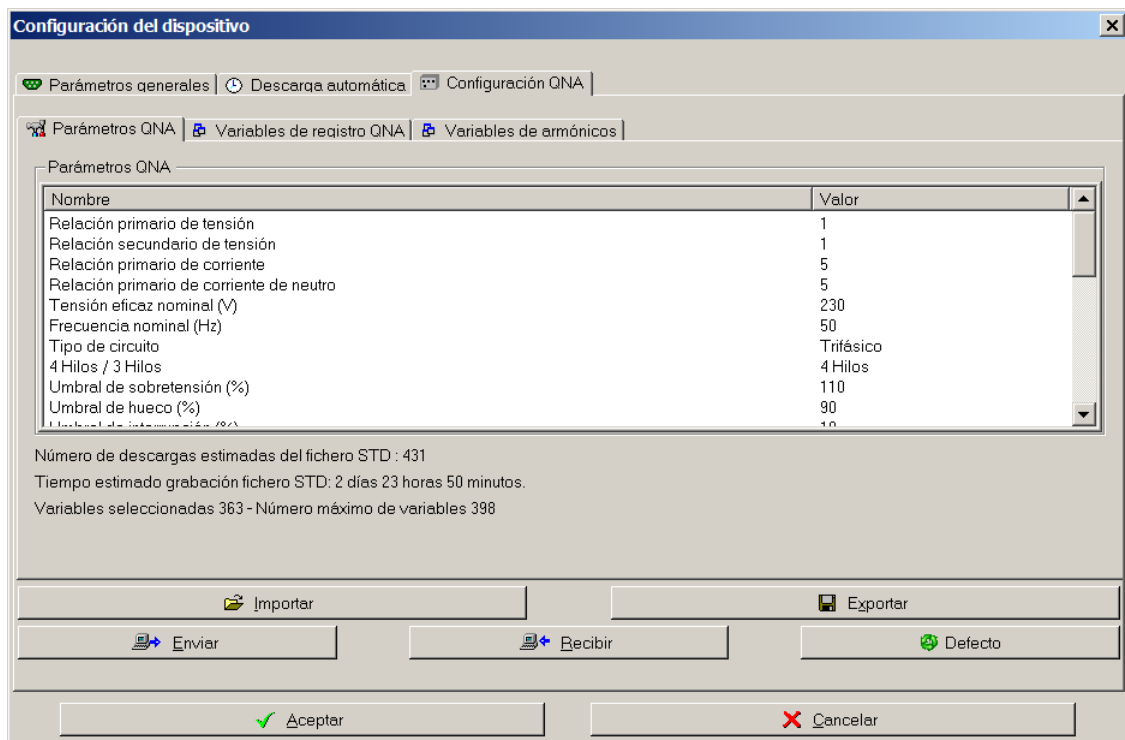 Configuración del dispositivo
Parámetros generales Descarga automática Configuración QNA
Parámetros QNA Variables de registro QNA Variables de armónicos
Parámetros QNA
Nombre Valor
Relación primario de tensión 1
Relación secundario de tensión 1
Relación primario de corriente 5
Relación primario de corriente de neutro 5
Tensión eficaz nominal (V) 230
Frecuencia nominal (Hz) 50
Tipo de circuito Trifásico
4 Hilos / 3 Hilos 4 Hilos
Umbral de sobretensión (%) 110
Umbral de hueco (%) 90
Umbral de interrupción (%) 10
Número de descargas estimadas del fichero STD : 431
Tiempo estimado grabación fichero STD: 2 días 23 horas 50 minutos.
Variables seleccionadas 363 - Número máximo de variables 398
Importar Exportar
Enviar Recibir Defecto
Aceptar Cancelar